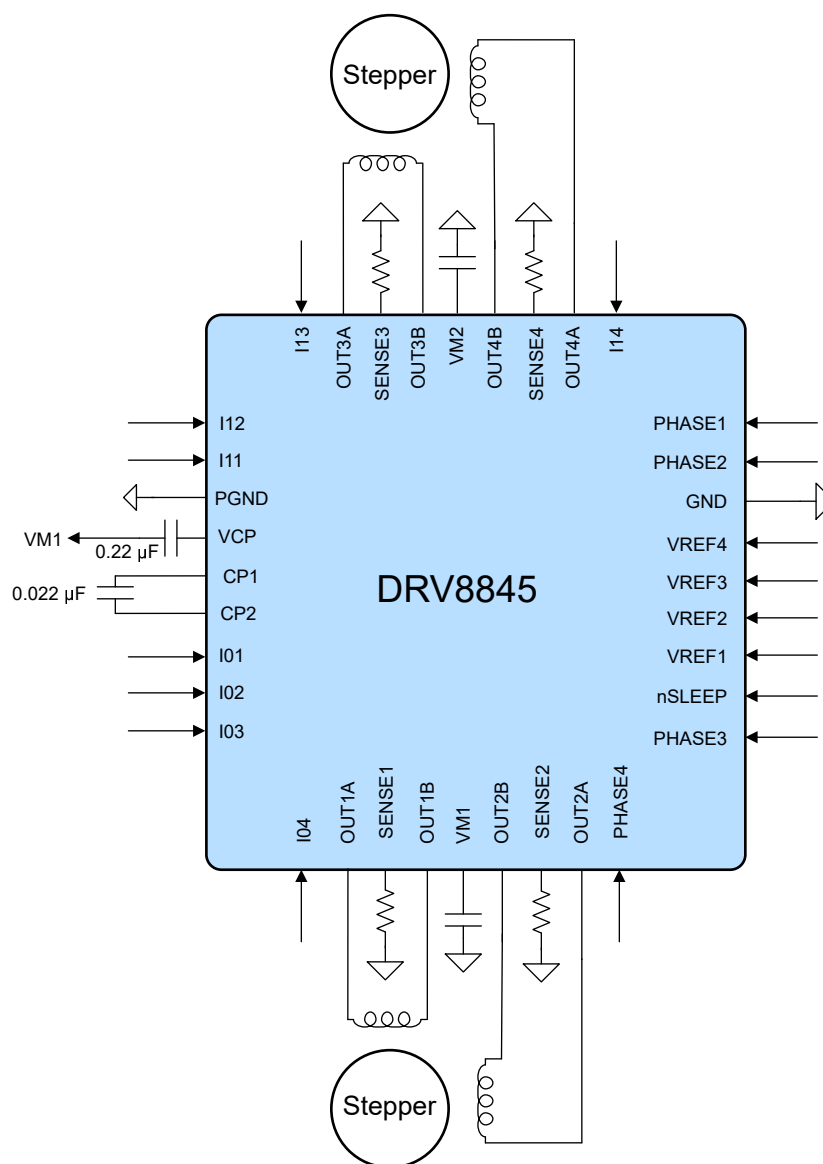 Stepper
I13
OUT3A
SENSE3
OUT3B
VM2
OUT4B
SENSE4
OUT4A
I14
I12
I11
PGND
VCP
CP1
CP2
I01
I02
I03
VM1
0.22 µF
0.022 µF
DRV8845
PHASE1
PHASE2
GND
VREF4
VREF3
VREF2
VREF1
nSLEEP
PHASE3
I04
OUT1A
SENSE1
OUT1B
VM1
OUT2B
SENSE2
OUT2A
PHASE4
Stepper